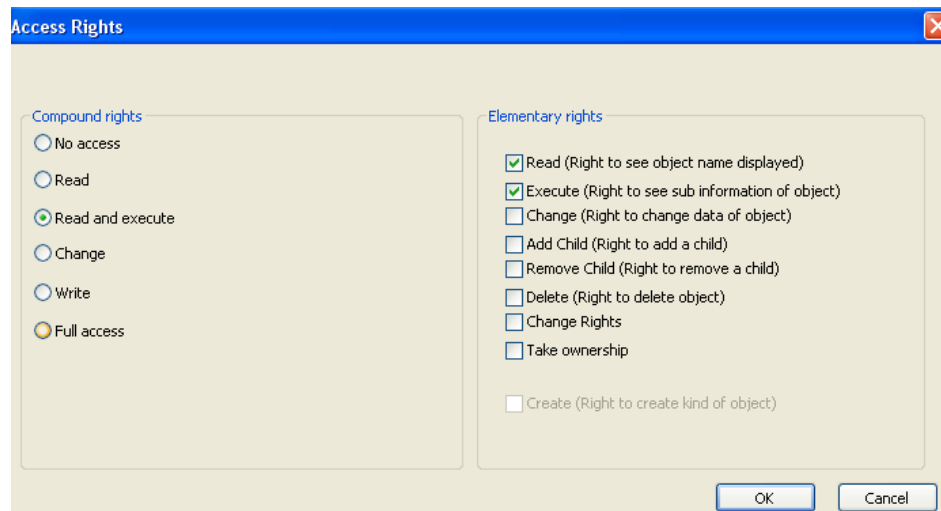 Access Rights
Compound rights
No access
Read
Read and execute
Change
Write
Full access
Elementary rights
Read (Right to see object name displayed)
Execute (Right to see sub information of object)
Change (Right to change data of object)
Add Child (Right to add a child)
Remove Child (Right to remove a child)
Delete (Right to delete object)
Change Rights
Take ownership
Create (Right to create kind of object)
OK
Cancel